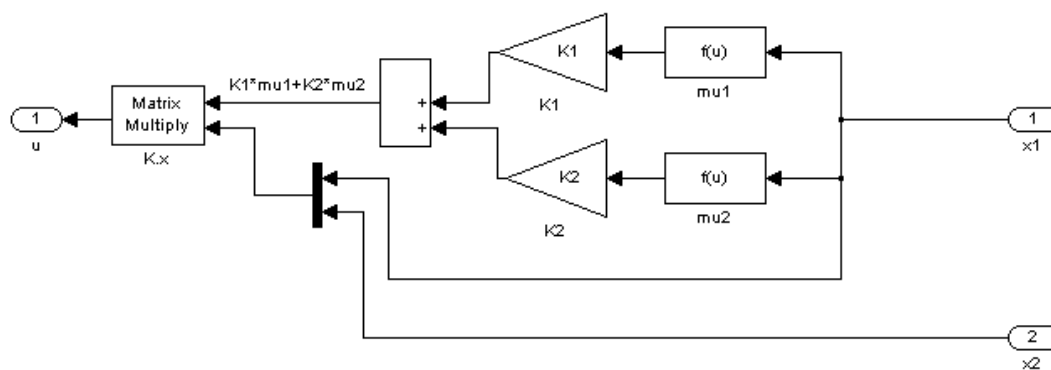 K1
f(u)
mu1
K1
K1*mu1+K2*mu2
+
+
Matrix
Multiply
K.x
1
u
1
x1
K2
f(u)
mu2
K2
2
x2